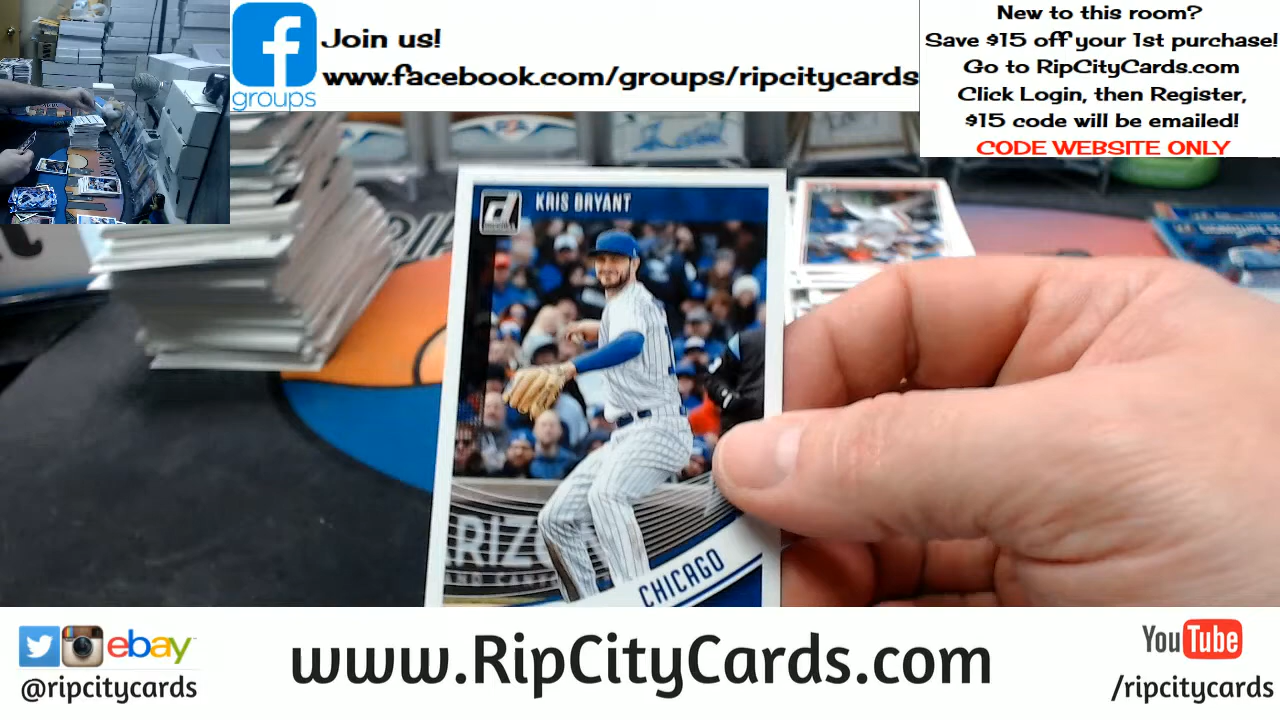 Join us!
www.facebook.com/groups/ripcitycards
groups
New to this room?
Save $15 off your 1st purchase!
Go to RipCityCards.com
Click Login, then Register,
$15 code will be emailed!
CODE WEBSITE ONLY
KRIS BRYANT
CHICAGO
ebay
@ripcitycards
www.RipCityCards.com
YouTube
/ripcitycards